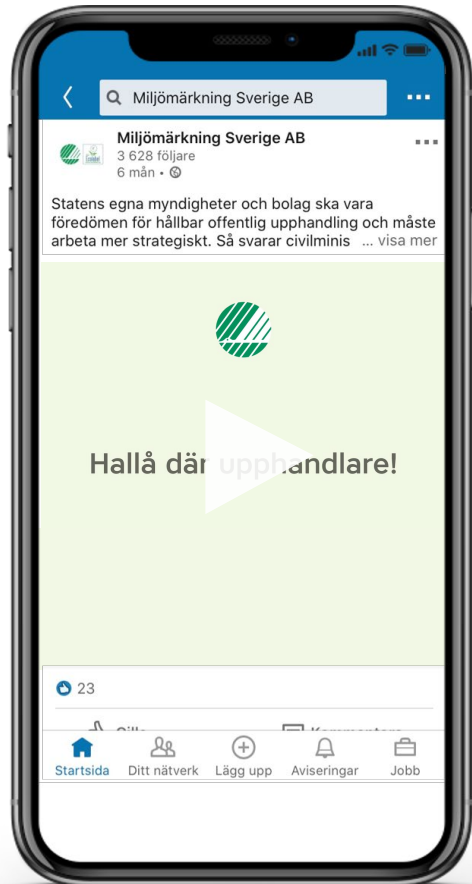 Miljömärkning Sverige AB
Miljömärkning Sverige AB
3 628 följare
6 mån •
Statens egna myndigheter och bolag ska vara
föredömen för hållbar offentlig upphandling och måste
arbeta mer strategiskt. Så svarar civilminis ... visa mer
Hallå där upphandlare!
23
Startsida Ditt nätverk Lägg upp Aviseringar Jobb